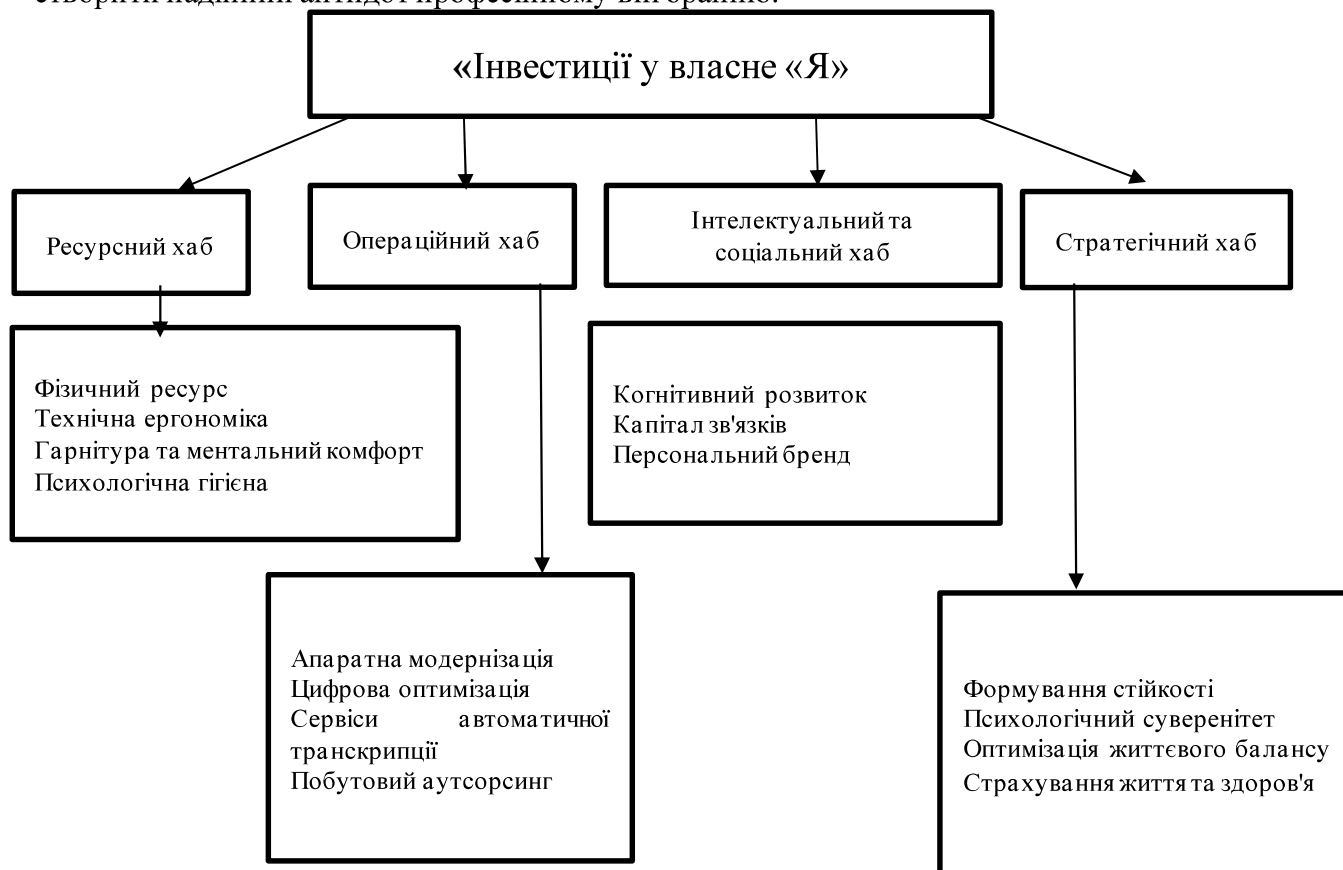 «Інвестиції у власне «Я»
Ресурсний хаб
Операційний хаб
Інтелектуальний та
соціальний хаб
Стратегічний хаб
Фізичний ресурс
Технічна ергономіка
Гарнітура та ментальний комфорт
Психологічна гігієна
Когнітивний розвиток
Капітал зв'язків
Персональний бренд
Апаратна модернізація
Цифрова оптимізація
Сервіси автоматичної
транскрипції
Побутовий аутсорсинг
Формування стійкості
Психологічний суверенітет
Оптимізація життєвого балансу
Страхування життя та здоров'я